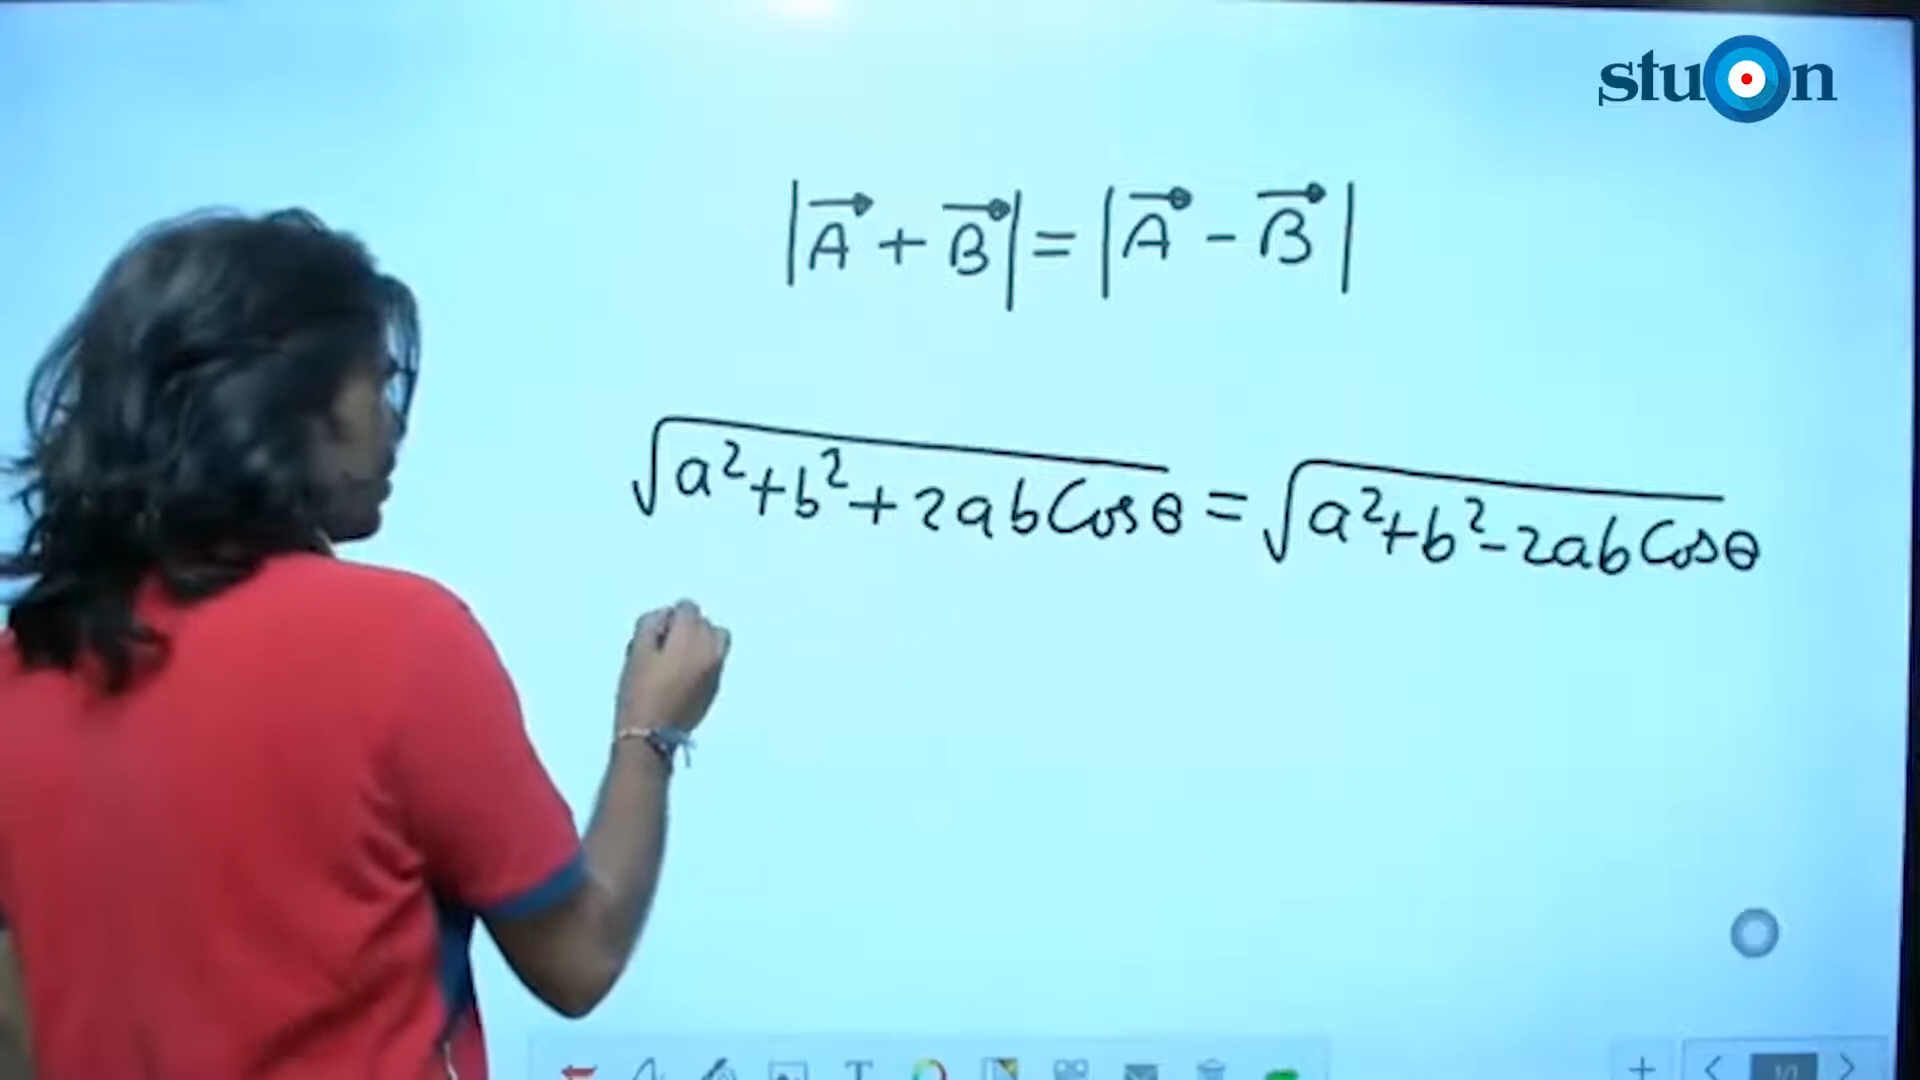 stuOn
|A⃗ + B⃗| = |A⃗ - B⃗|
√a²+b²+2abCosθ = √a²+b²-2abCosθ